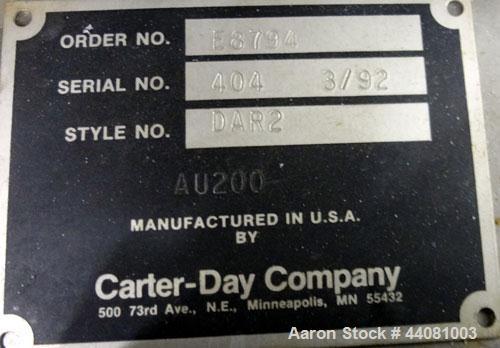 ORDER NO. E8794
SERIAL NO. 404 3/92
STYLE NO. DAR2
AU200
MANUFACTURED IN U.S.A.
BY
Carter-Day Company
500 73rd Ave., N.E., Minneapolis, MN 55432
Aaron Stock # 44081003